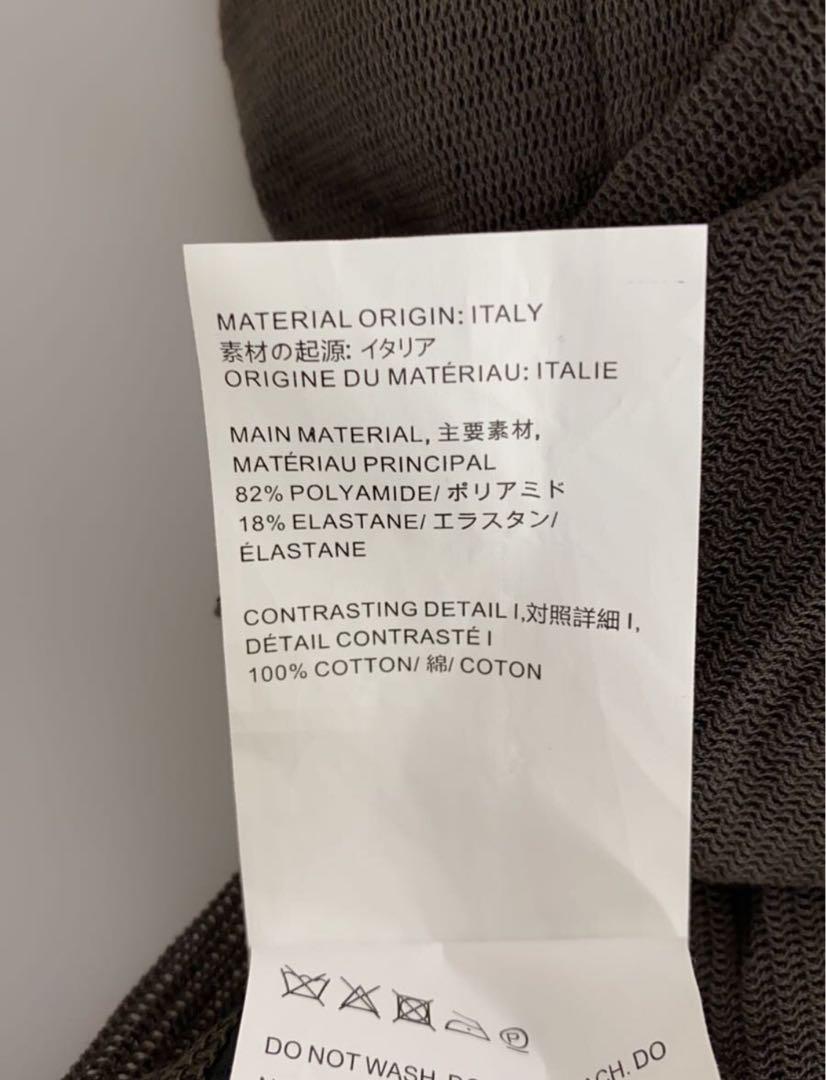 MATERIAL ORIGIN: ITALY
素材の起源: イタリア
ORIGINE DU MATÉRIAU: ITALIE
MAIN MATERIAL, 主要素材,
MATÉRIAU PRINCIPAL
82% POLYAMIDE/ ポリアミド
18% ELASTANE/ エラスタン/
ÉLASTANE
CONTRASTING DETAIL I,対照詳細 I,
DÉTAIL CONTRASTÉ I
100% COTTON/ 綿/ COTON
P
DO NOT WASH. DO